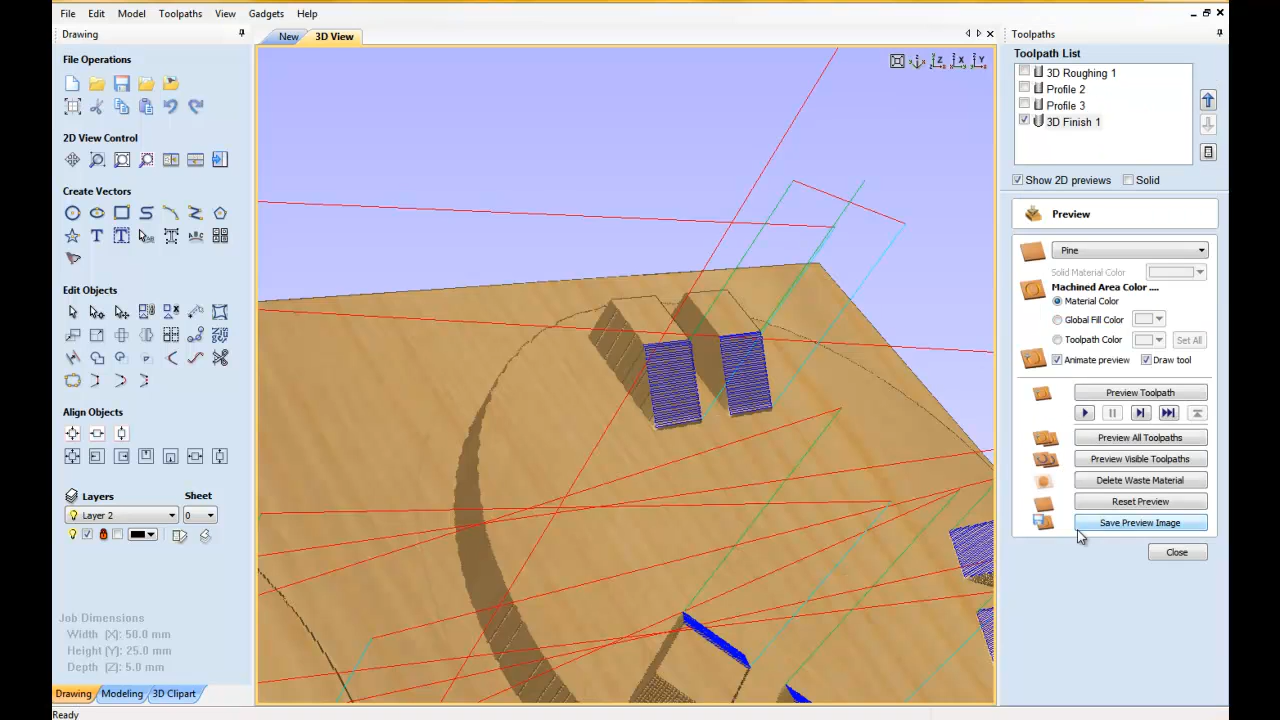 File Edit Model Toolpaths View Gadgets Help
Drawing
File Operations
2D View Control
Create Vectors
Edit Objects
Align Objects
Layers Sheet
Layer 2 0
Job Dimensions
Width (X): 50.0 mm
Height (Y): 25.0 mm
Depth (Z): 5.0 mm
Drawing Modeling 3D Clipart
Ready
New 3D View
Toolpaths
Toolpath List
3D Roughing 1
Profile 2
Profile 3
3D Finish 1
Show 2D previews Solid
Preview
Pine
Solid Material Color
Machined Area Color ....
Material Color
Global Fill Color
Toolpath Color Set All
Animate preview Draw tool
Preview Toolpath
Preview All Toolpaths
Preview Visible Toolpaths
Delete Waste Material
Reset Preview
Save Preview Image
Close